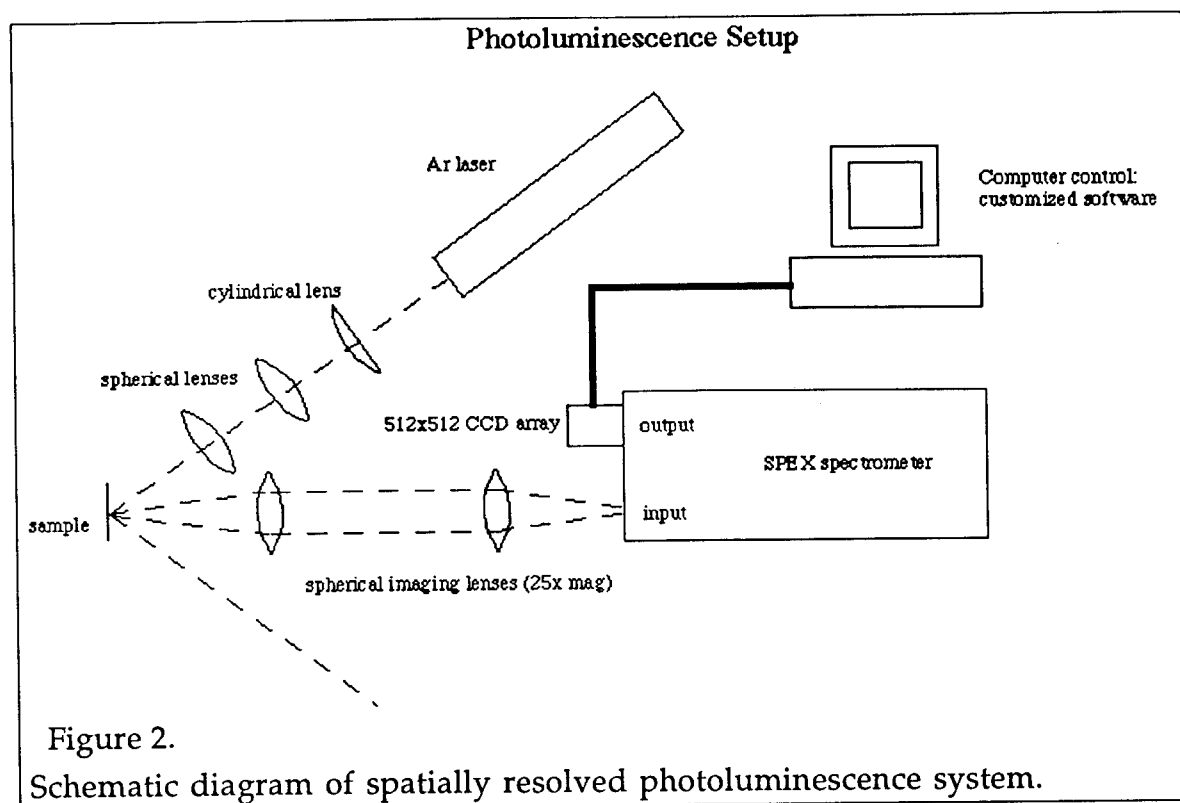 Photoluminescence Setup
Ar laser
Computer control:
customized software
cylindrical lens
spherical lenses
512x512 CCD array
output
SPEX spectrometer
sample
input
spherical imaging lenses (25x mag)
Figure 2.
Schematic diagram of spatially resolved photoluminescence system.